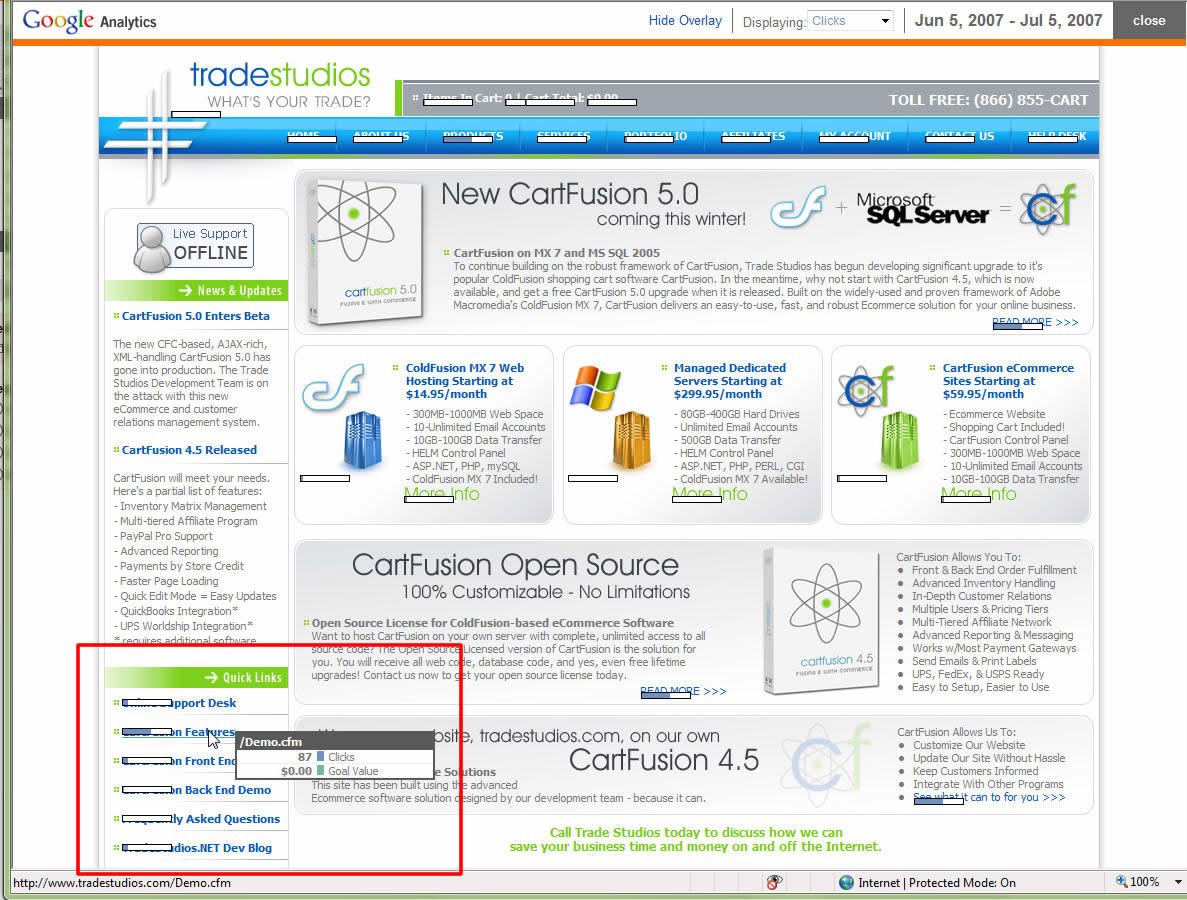 Google Analytics
Hide Overlay
Displaying: Clicks
Jun 5, 2007 - Jul 5, 2007
close
tradestudios
WHAT'S YOUR TRADE?
Items In Cart: 0 | Cart Total: $0.00
TOLL FREE: (866) 855-CART
HOME ABOUT US PRODUCTS SERVICES PORTFOLIO AFFILIATES MY ACCOUNT CONTACT US HELP DESK
Live Support
OFFLINE
News & Updates
CartFusion 5.0 Enters Beta
The new CFC-based, AJAX-rich,
XML-handling CartFusion 5.0 has
gone into production. The Trade
Studios Development Team is on
the attack with this new
eCommerce and customer
relations management system.
CartFusion 4.5 Released
CartFusion will meet your needs.
Here's a partial list of features:
- Inventory Matrix Management
- Multi-tiered Affiliate Program
- PayPal Pro Support
- Advanced Reporting
- Payments by Store Credit
- Faster Page Loading
- Quick Edit Mode = Easy Updates
- QuickBooks Integration*
- UPS Worldship Integration*
* requires additional software
Quick Links
Support Desk
Features
Front End
Back End Demo
Frequently Asked Questions
TradeStudios.NET Dev Blog
/Demo.cfm
87 Clicks
$0.00 Goal Value
New CartFusion 5.0
coming this winter!
cartfusion 5.0
FUSING E WITH COMMERCE
cf + Microsoft SQL Server = cf
CartFusion on MX 7 and MS SQL 2005
To continue building on the robust framework of CartFusion, Trade Studios has begun developing significant upgrade to it's
popular ColdFusion shopping cart software CartFusion. In the meantime, why not start with CartFusion 4.5, which is now
available, and get a free CartFusion 5.0 upgrade when it is released. Built on the widely-used and proven framework of Adobe
Macromedia's ColdFusion MX 7, CartFusion delivers an easy-to-use, fast, and robust Ecommerce solution for your online business.
READ MORE >>>
cf
ColdFusion MX 7 Web
Hosting Starting at
$14.95/month
- 300MB-1000MB Web Space
- 10-Unlimited Email Accounts
- 10GB-100GB Data Transfer
- HELM Control Panel
- ASP.NET, PHP, mySQL
- ColdFusion MX 7 Included!
More Info
Managed Dedicated
Servers Starting at
$299.95/month
- 80GB-400GB Hard Drives
- Unlimited Email Accounts
- 500GB Data Transfer
- HELM Control Panel
- ASP.NET, PHP, PERL, CGI
- ColdFusion MX 7 Available!
More Info
cf
CartFusion eCommerce
Sites Starting at
$59.95/month
- Ecommerce Website
- Shopping Cart Included!
- CartFusion Control Panel
- 300MB-1000MB Web Space
- 10-Unlimited Email Accounts
- 10GB-100GB Data Transfer
More Info
CartFusion Open Source
100% Customizable - No Limitations
Open Source License for ColdFusion-based eCommerce Software
Want to host CartFusion on your own server with complete, unlimited access to all
source code? The Open Source Licensed version of CartFusion is the solution for
you. You will receive all web code, database code, and yes, even free lifetime
upgrades! Contact us now to get your open source license today.
READ MORE >>>
cartfusion 4.5
FUSING E WITH COMMERCE
CartFusion Allows You To:
Front & Back End Order Fulfillment
Advanced Inventory Handling
In-Depth Customer Relations
Multiple Users & Pricing Tiers
Multi-Tiered Affiliate Network
Advanced Reporting & Messaging
Works w/Most Payment Gateways
Send Emails & Print Labels
UPS, FedEx, & USPS Ready
Easy to Setup, Easier to Use
site, tradestudios.com, on our own
CartFusion 4.5
Solutions
This site has been built using the advanced
Ecommerce software solution designed by our development team - because it can.
cf
CartFusion Allows Us To:
Customize Our Website
Update Our Site Without Hassle
Keep Customers Informed
Integrate With Other Programs
See what it can to for you >>>
Call Trade Studios today to discuss how we can
save your business time and money on and off the Internet.
http://www.tradestudios.com/Demo.cfm
Internet | Protected Mode: On
100%